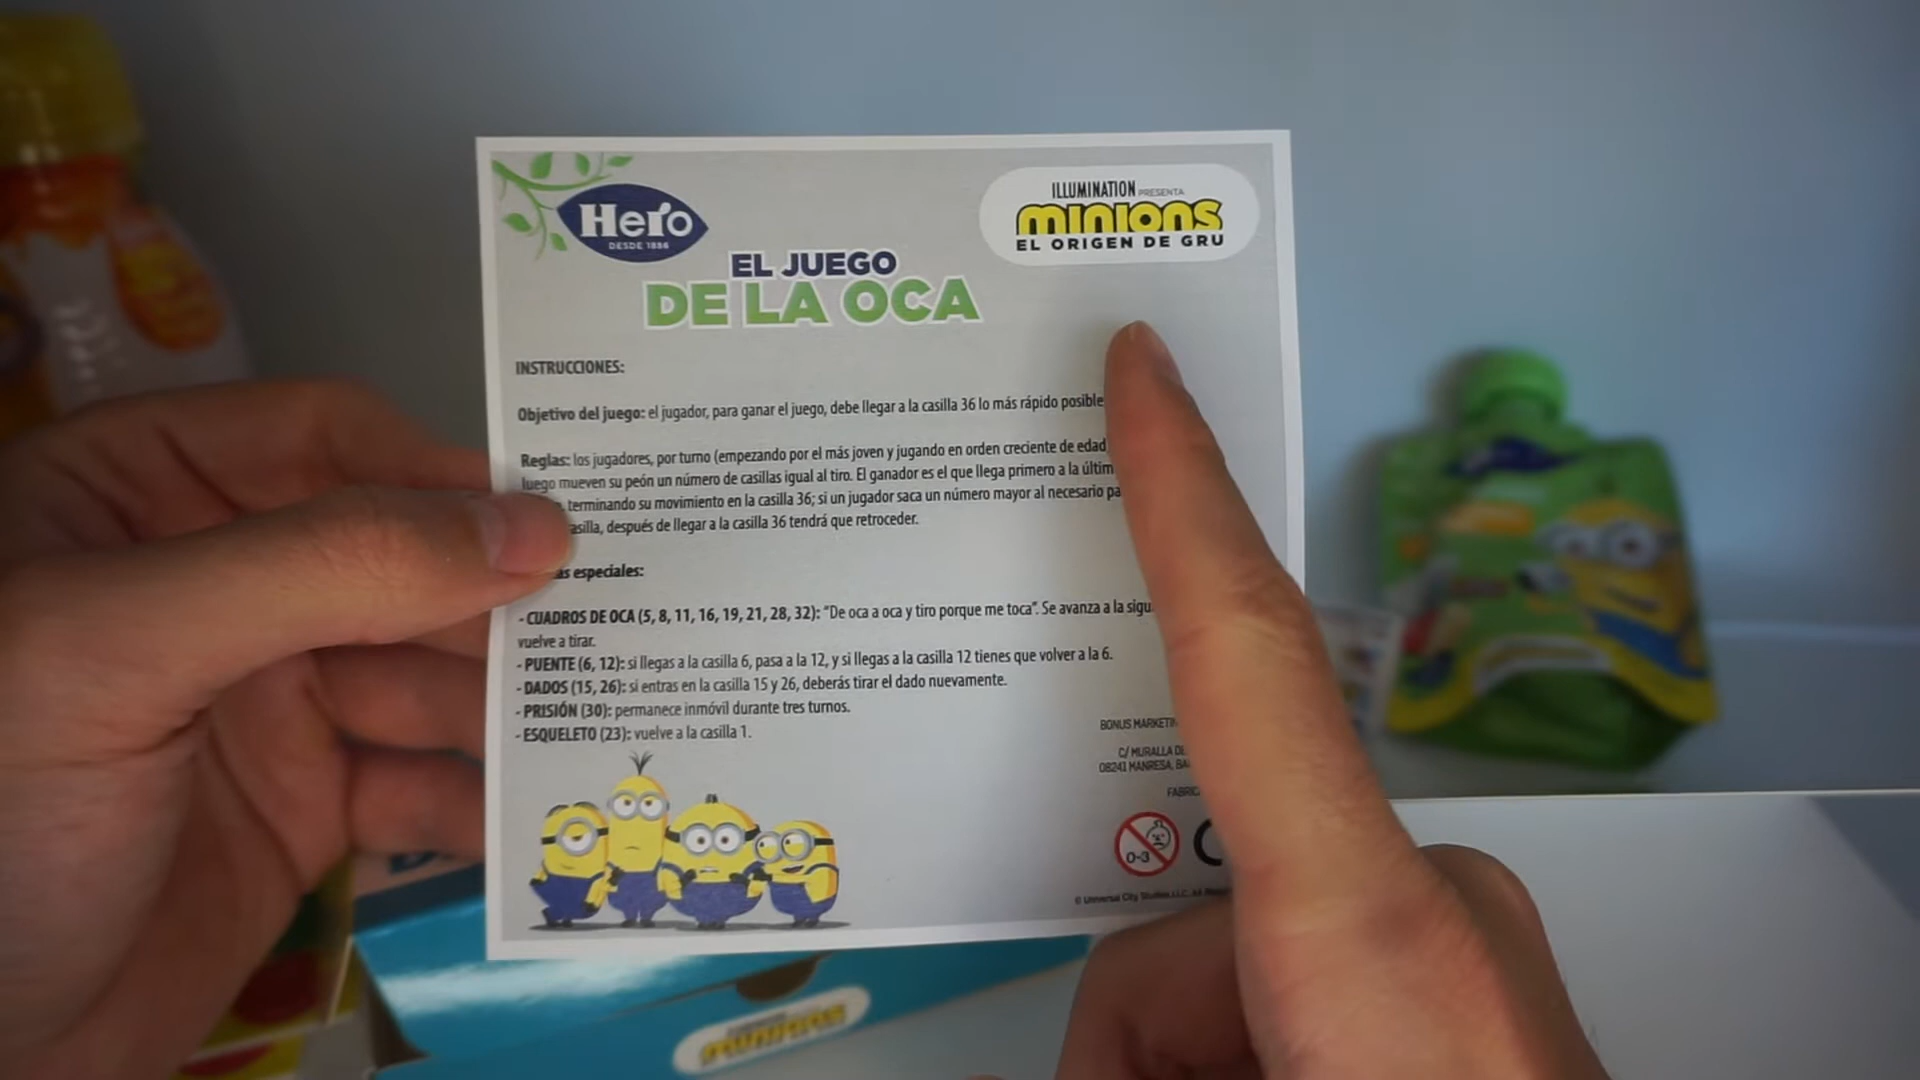 Hero
DESDE 1886
ILLUMINATION PRESENTA
MINIONS
EL ORIGEN DE GRU
EL JUEGO
DE LA OCA
INSTRUCCIONES:
Objetivo del juego: el jugador, para ganar el juego, debe llegar a la casilla 36 lo más rápido posible
Reglas: los jugadores, por turno (empezando por el más joven y jugando en orden creciente de edad
luego mueven su peón un número de casillas igual al tiro. El ganador es el que llega primero a la
terminando su movimiento en la casilla 36; si un jugador saca un número mayor al necesario
después de llegar a la casilla 36 tendrá que retroceder.
especiales:
- CUADROS DE OCA (5, 8, 11, 16, 19, 21, 28, 32): "De oca a oca y tiro porque me toca". Se avanza a la
vuelve a tirar.
- PUENTE (6, 12): si llegas a la casilla 6, pasa a la 12, y si llegas a la casilla 12 tienes que volver a la 6.
- DADOS (15, 26): si entras en la casilla 15 y 26, deberás tirar el dado nuevamente.
- PRISIÓN (30): permanece inmóvil durante tres turnos.
- ESQUELETO (23): vuelve a la casilla 1.
BONUS
C/ MURALLA
08241 MANRESA,
0-3
© Universal City Studios LLC. All
MINIONS